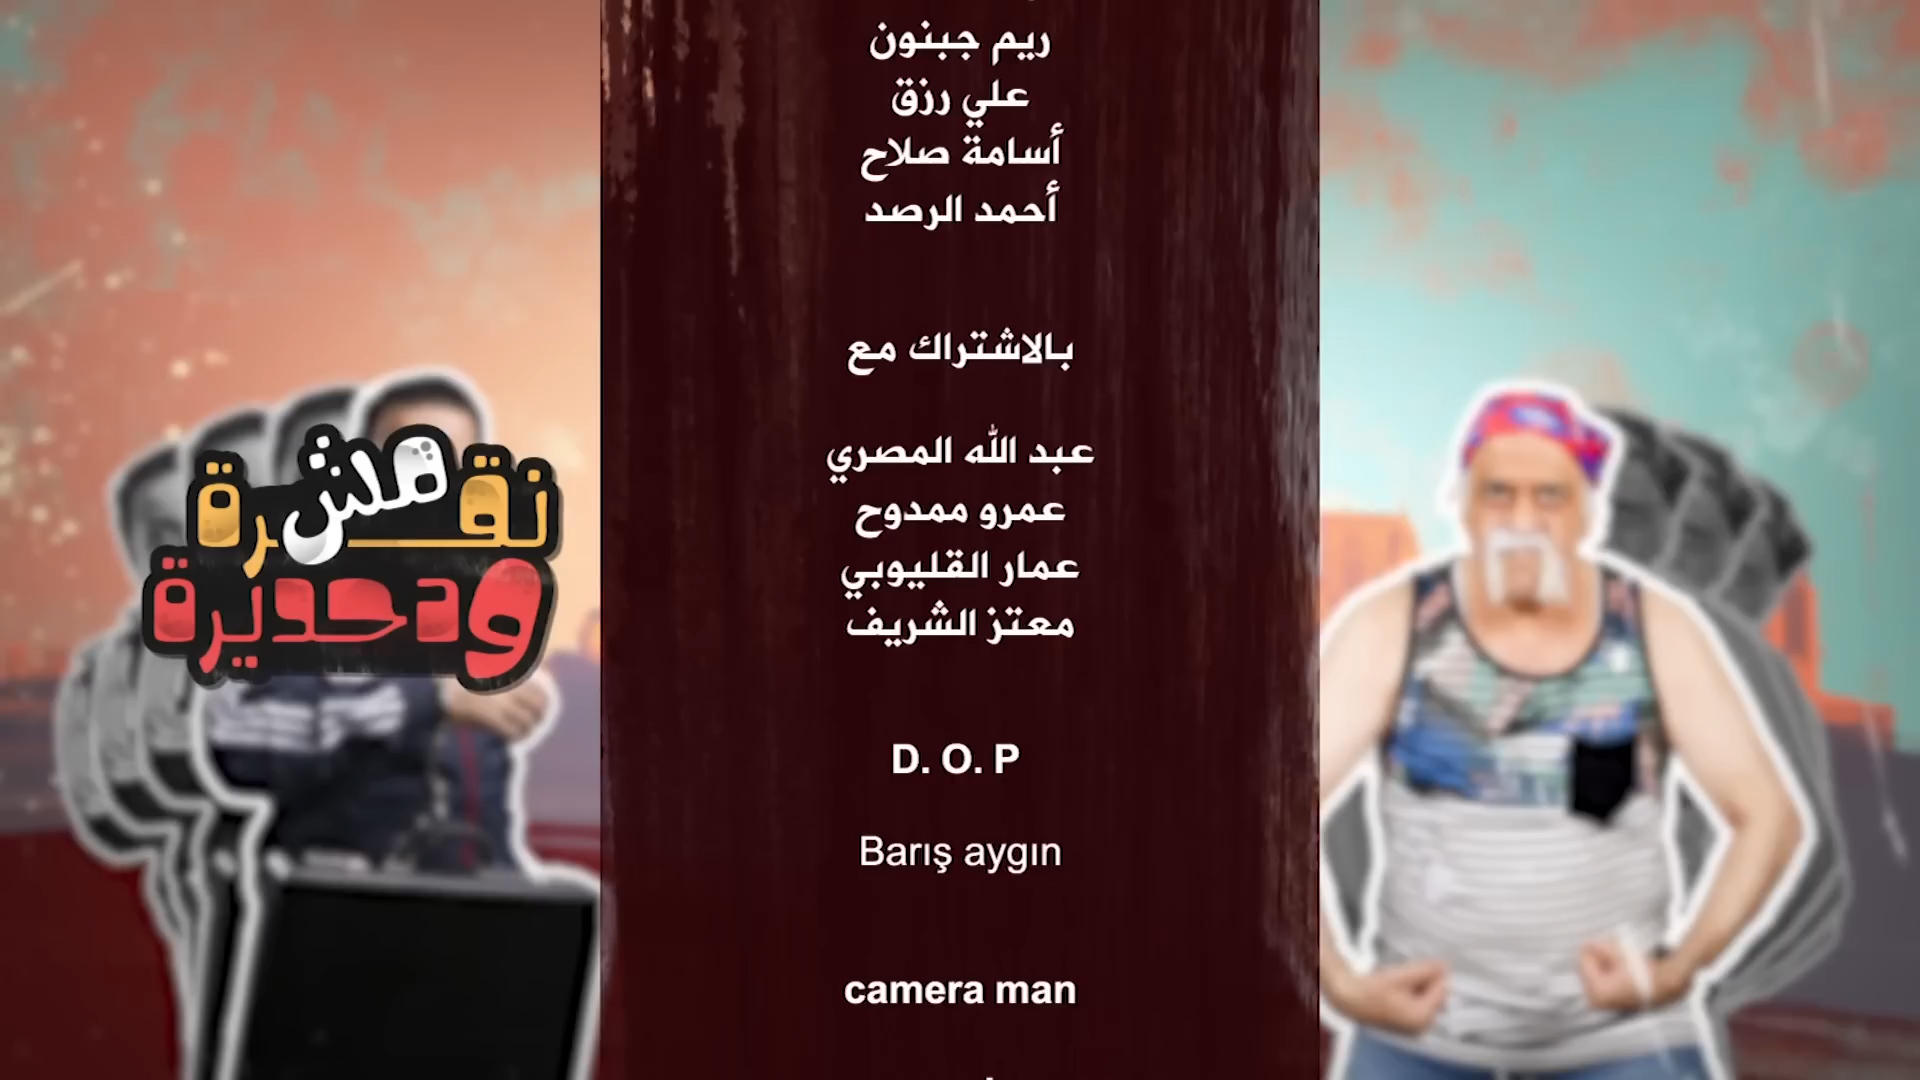 ريم جبنون
علي رزق
أسامة صلاح
أحمد الرصد
بالاشتراك مع
عبد الله المصري
عمرو ممدوح
عمار القليوبي
معتز الشريف
D. O. P
Barış aygın
camera man
مش نقرة
ودحديرة